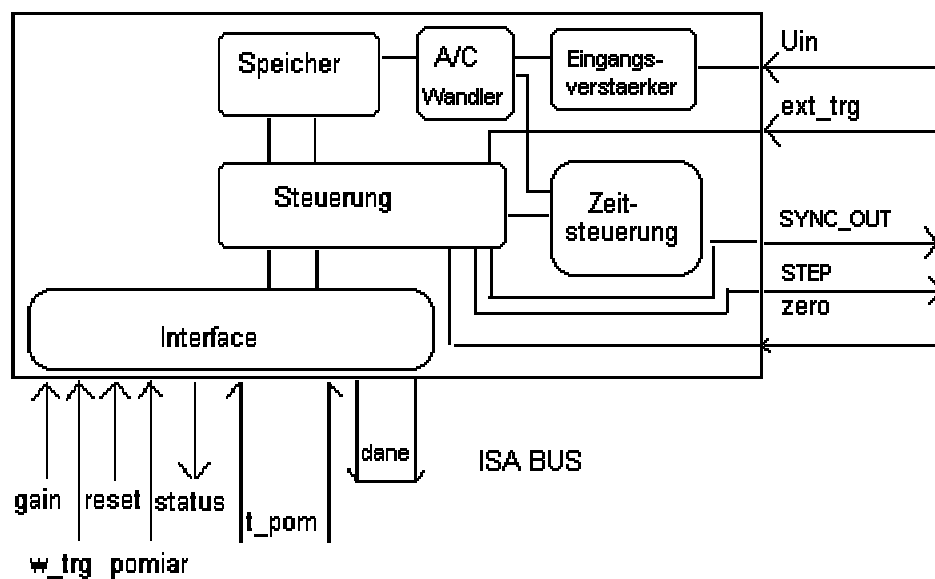 Speicher
A/C
Wandler
Eingangs-
verstaerker
Uin
ext_trg
Steuerung
Zeit-
steuerung
SYNC_OUT
STEP
zero
Interface
dane
ISA BUS
gain
reset
status
t_pom
w_trg
pomiar